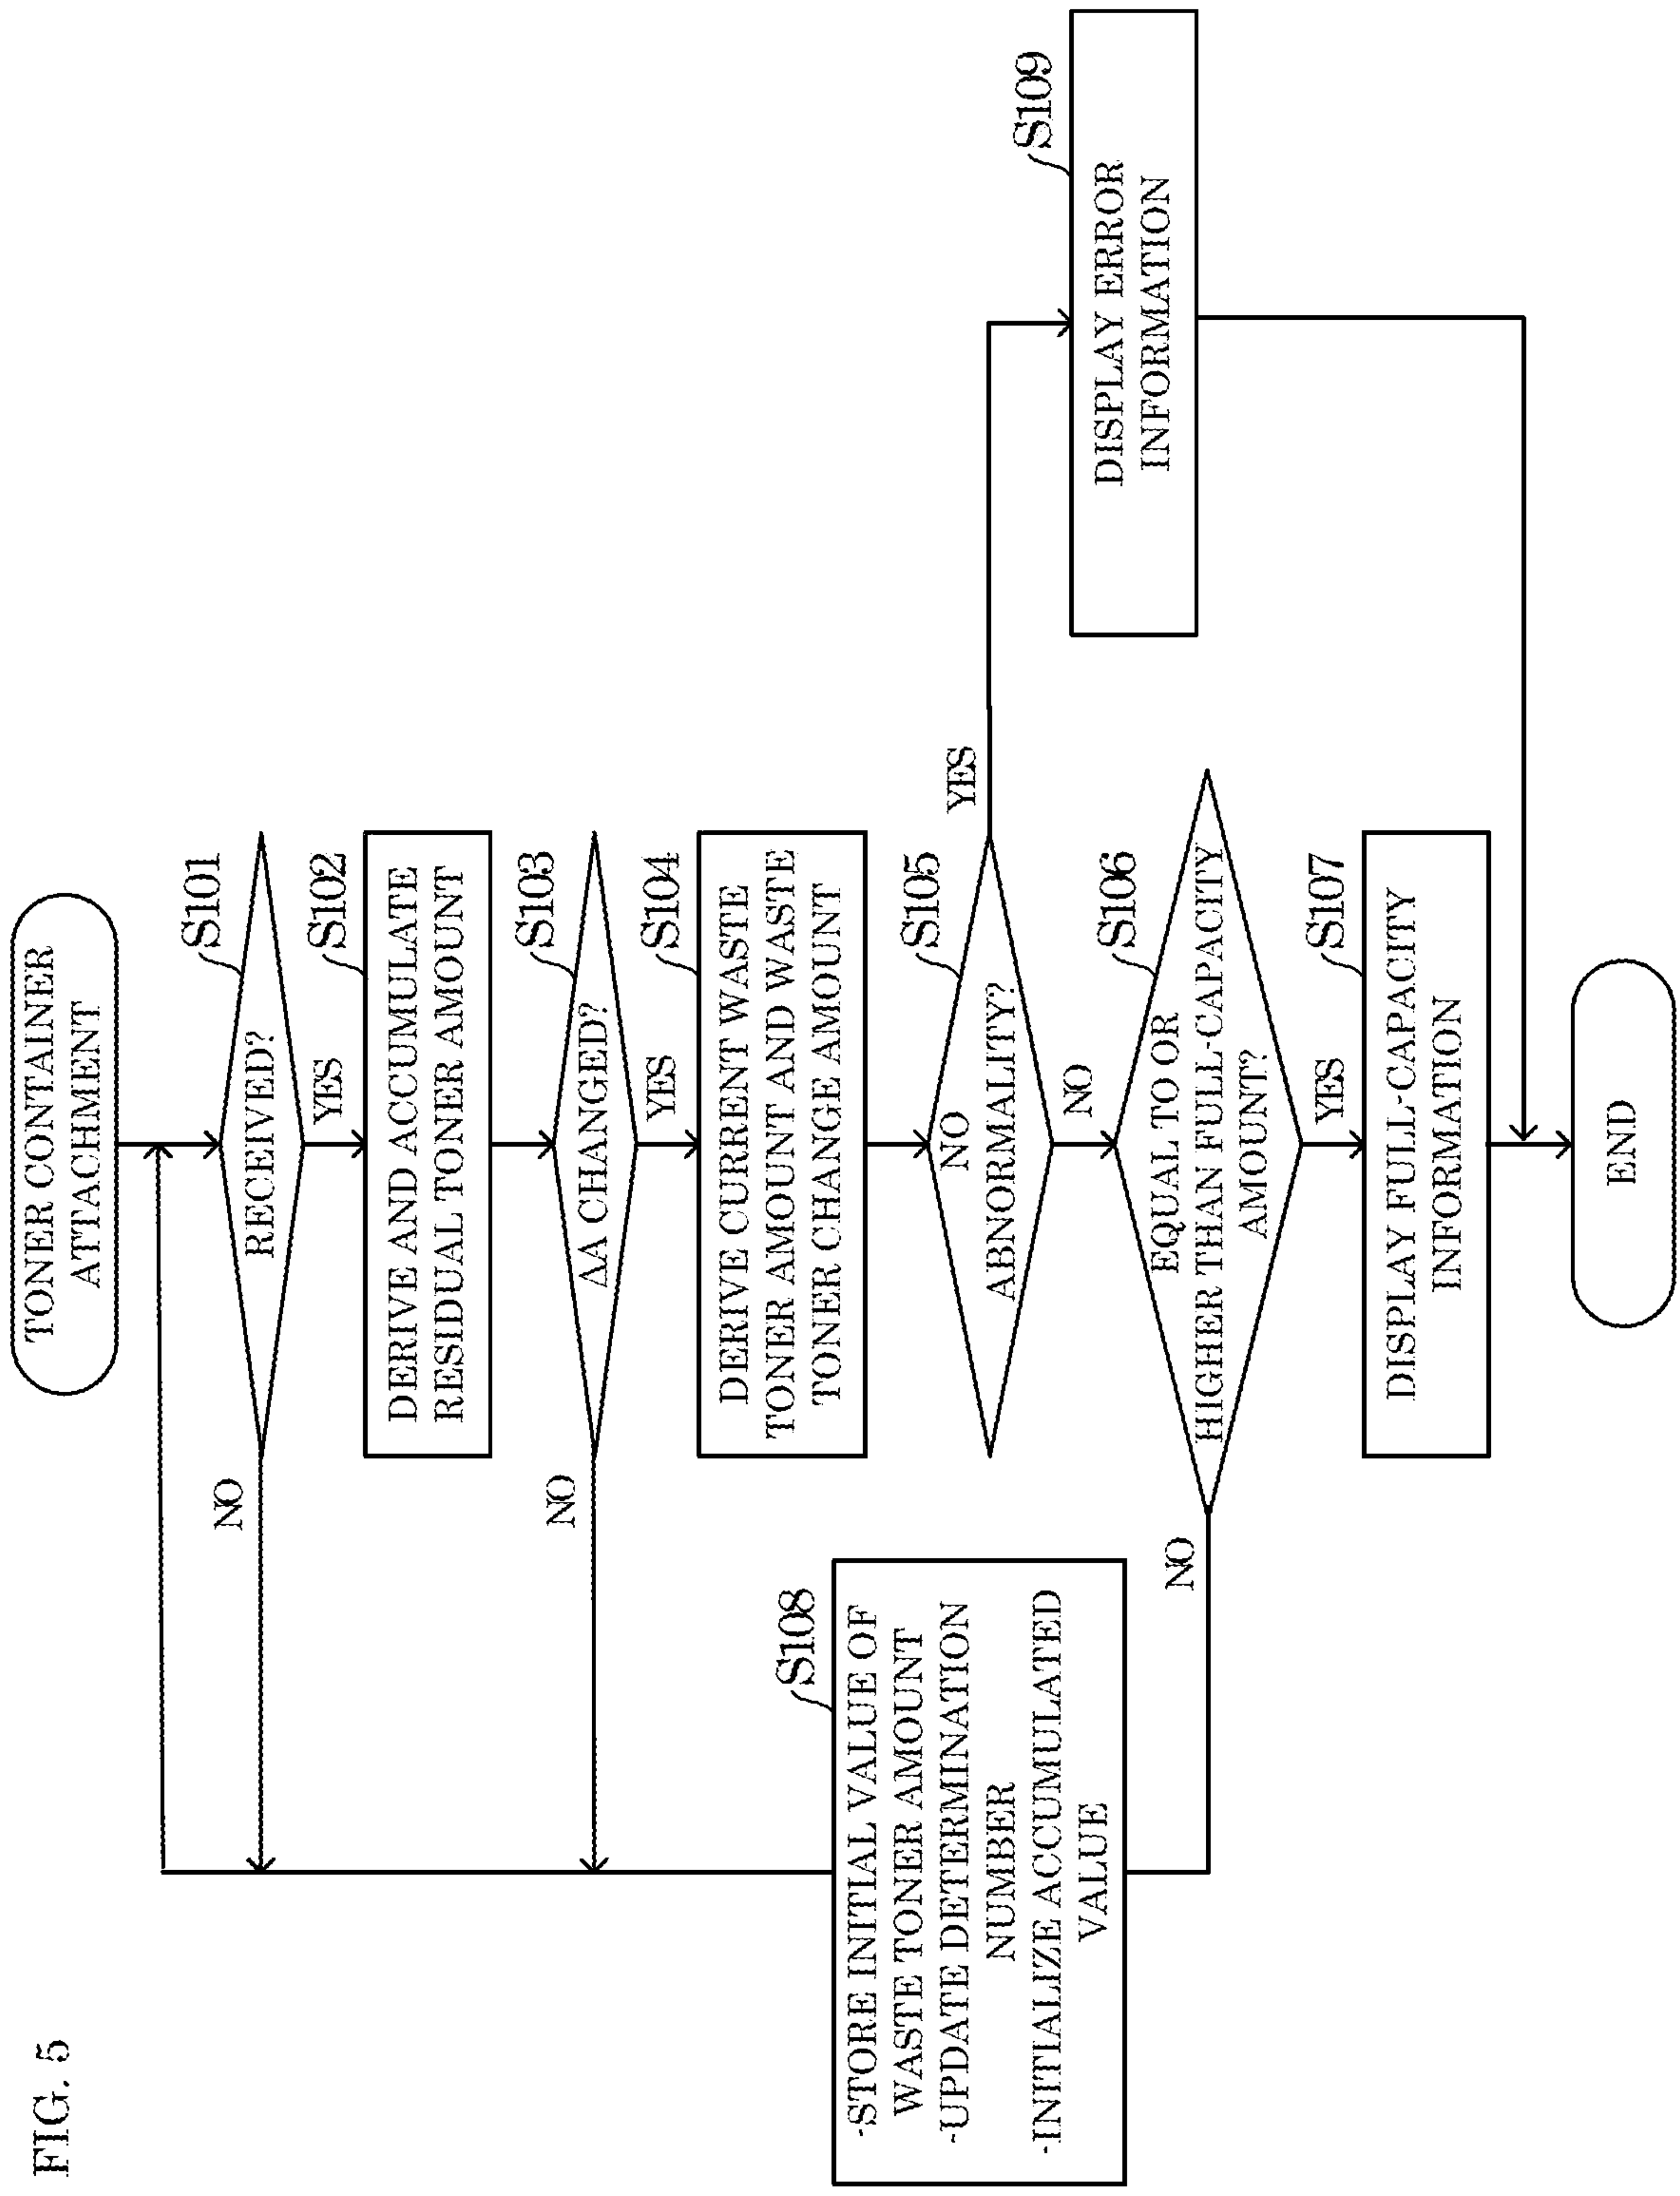 FIG. 5
TONER CONTAINER
ATTACHMENT
S101
RECEIVED?
NO
YES
S102
DERIVE AND ACCUMULATE
RESIDUAL TONER AMOUNT
S103
ΔA CHANGED?
NO
YES
S104
DERIVE CURRENT WASTE
TONER AMOUNT AND WASTE
TONER CHANGE AMOUNT
S105
NO
ABNORMALITY?
YES
NO
S106
EQUAL TO OR
HIGHER THAN FULL-CAPACITY
AMOUNT?
NO
YES
S107
DISPLAY FULL-CAPACITY
INFORMATION
S108
-STORE INITIAL VALUE OF
WASTE TONER AMOUNT
-UPDATE DETERMINATION
NUMBER
-INITIALIZE ACCUMULATED
VALUE
S109
DISPLAY ERROR
INFORMATION
END